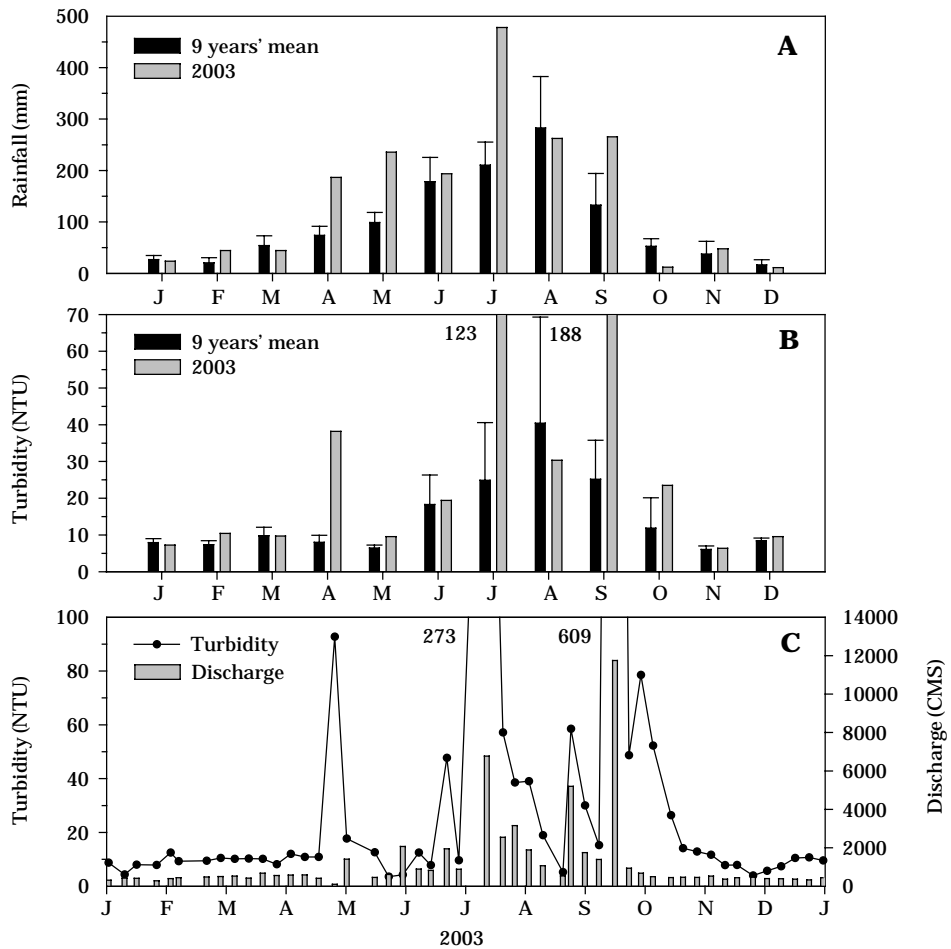 500
400
300
200
100
0
Rainfall (mm)
9 years' mean
2003
A
J F M A M J J A S O N D
70
60
50
40
30
20
10
0
Turbidity (NTU)
9 years' mean
2003
123
188
B
J F M A M J J A S O N D
100
80
60
40
20
0
Turbidity (NTU)
Turbidity
Discharge
273
609
C
14000
12000
10000
8000
6000
4000
2000
0
Discharge (CMS)
J F M A M J J A S O N D J
2003